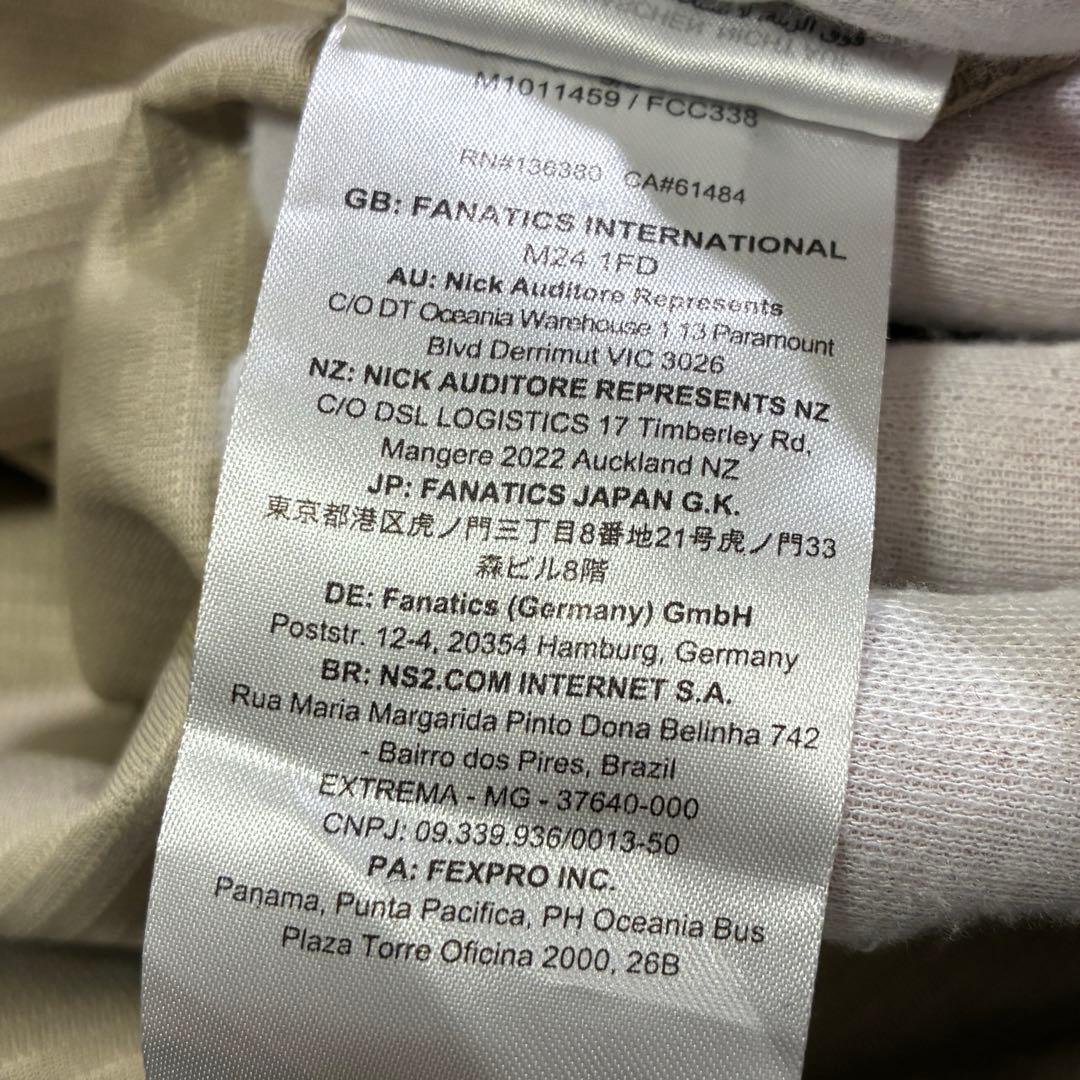 فوق الزينة، لا
M1011459 / FCC338
RN#136380 CA#61484
GB: FANATICS INTERNATIONAL
M24 1FD
AU: Nick Auditore Represents
C/O DT Oceania Warehouse 1 13 Paramount
Blvd Derrimut VIC 3026
NZ: NICK AUDITORE REPRESENTS NZ
C/O DSL LOGISTICS 17 Timberley Rd,
Mangere 2022 Auckland NZ
JP: FANATICS JAPAN G.K.
東京都港区虎ノ門三丁目8番地21号虎ノ門33
森ビル8階
DE: Fanatics (Germany) GmbH
Poststr. 12-4, 20354 Hamburg, Germany
BR: NS2.COM INTERNET S.A.
Rua Maria Margarida Pinto Dona Belinha 742
- Bairro dos Pires, Brazil
EXTREMA - MG - 37640-000
CNPJ: 09.339.936/0013-50
PA: FEXPRO INC.
Panama, Punta Pacifica, PH Oceania Bus
Plaza Torre Oficina 2000, 26B